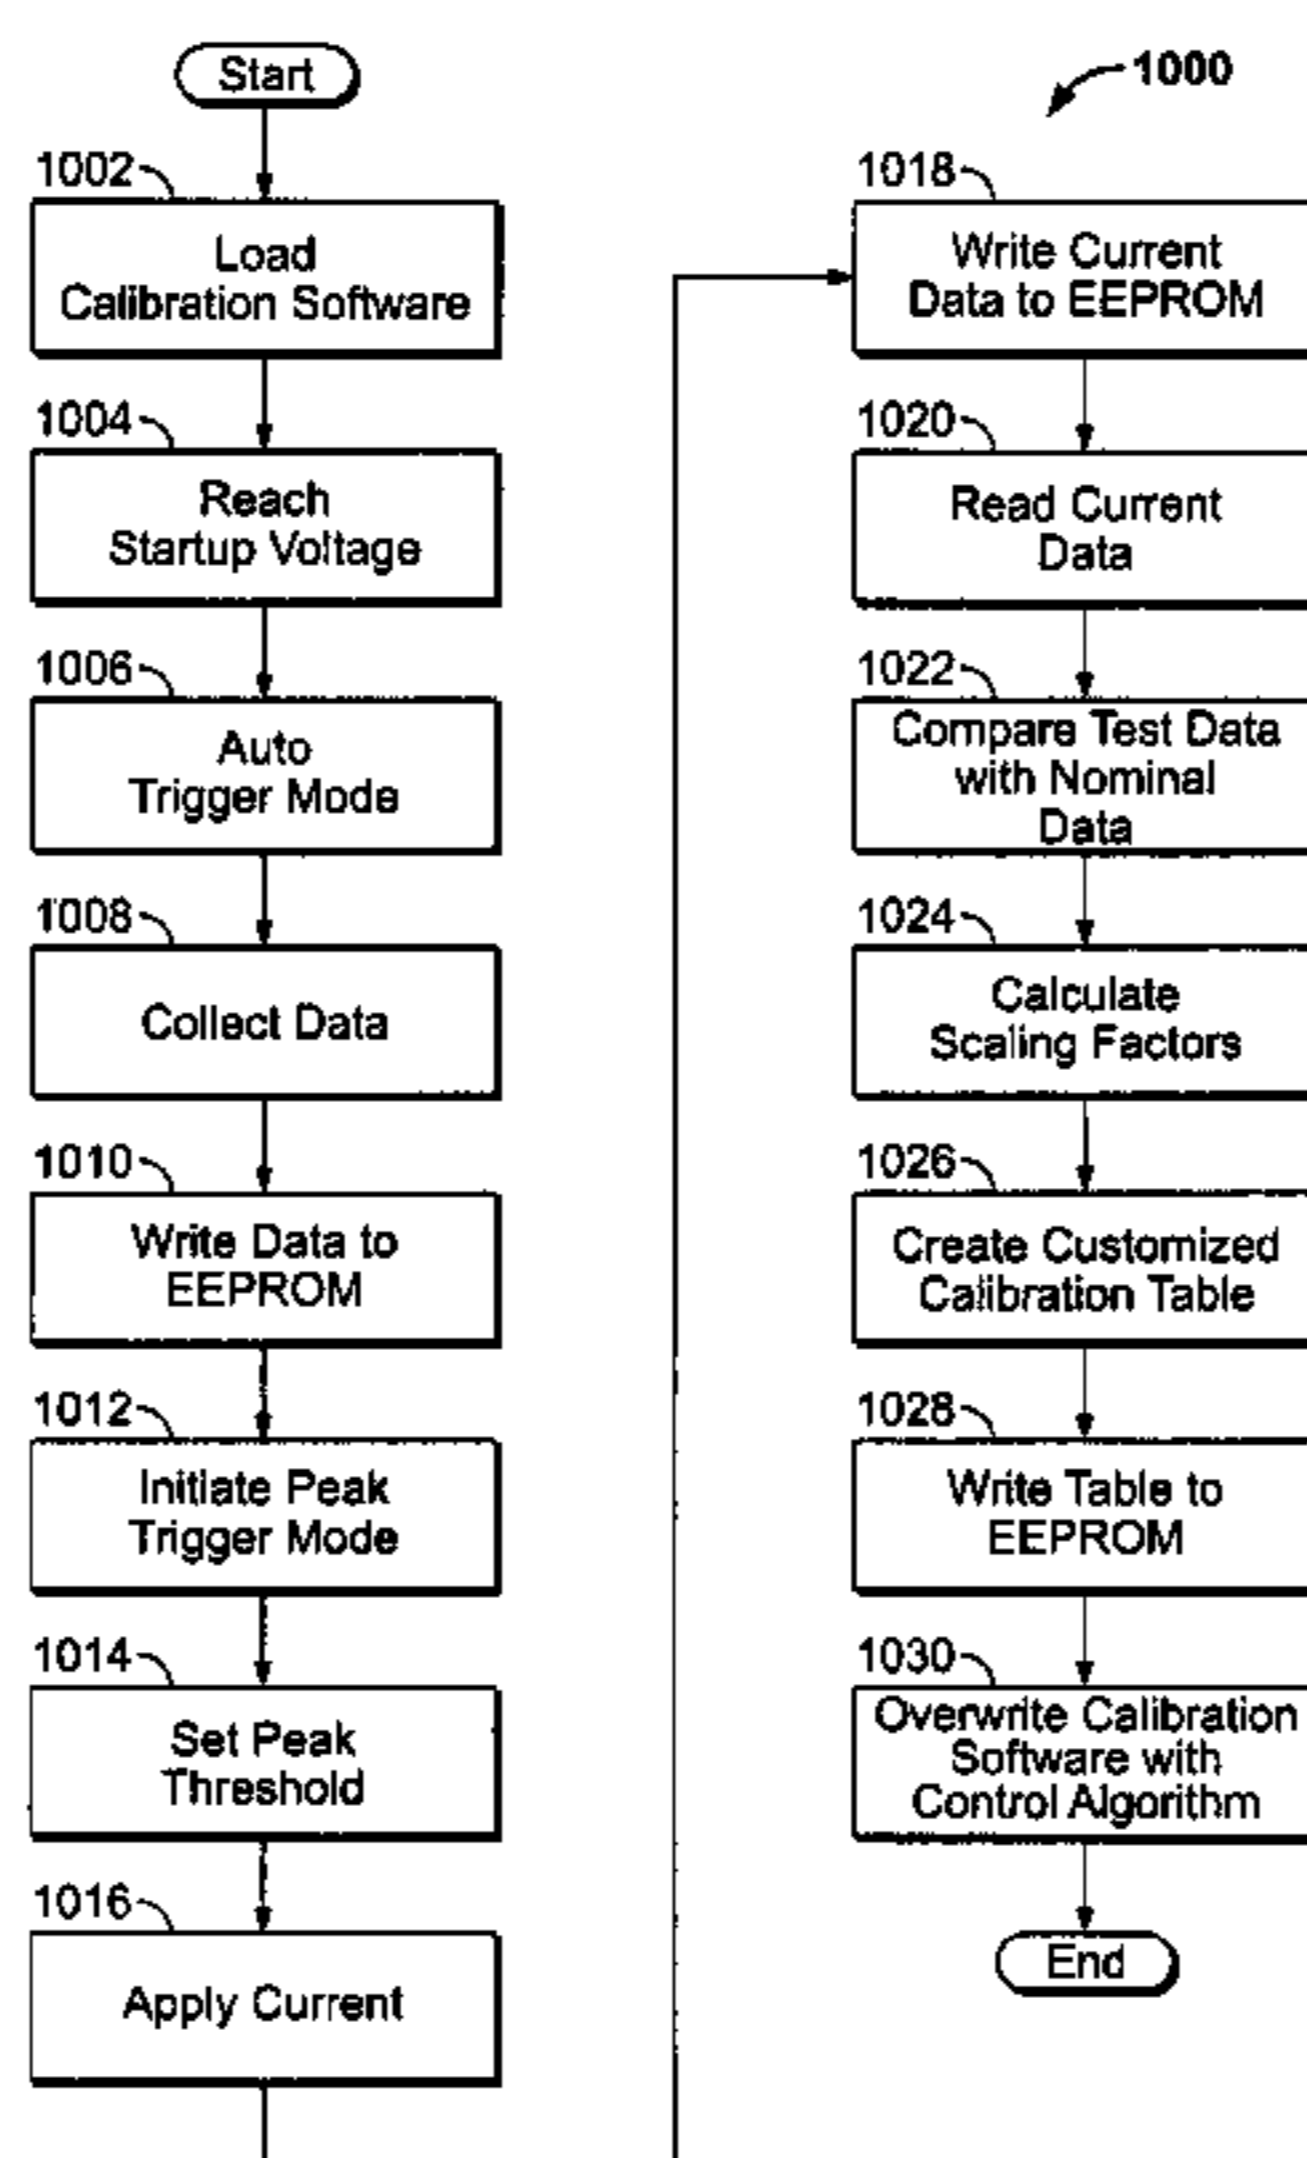 Start
1000
1002
Load
Calibration Software
1004
Reach
Startup Voltage
1006
Auto
Trigger Mode
1008
Collect Data
1010
Write Data to
EEPROM
1012
Initiate Peak
Trigger Mode
1014
Set Peak
Threshold
1016
Apply Current
1018
Write Current
Data to EEPROM
1020
Read Current
Data
1022
Compare Test Data
with Nominal
Data
1024
Calculate
Scaling Factors
1026
Create Customized
Calibration Table
1028
Write Table to
EEPROM
1030
Overwrite Calibration
Software with
Control Algorithm
End